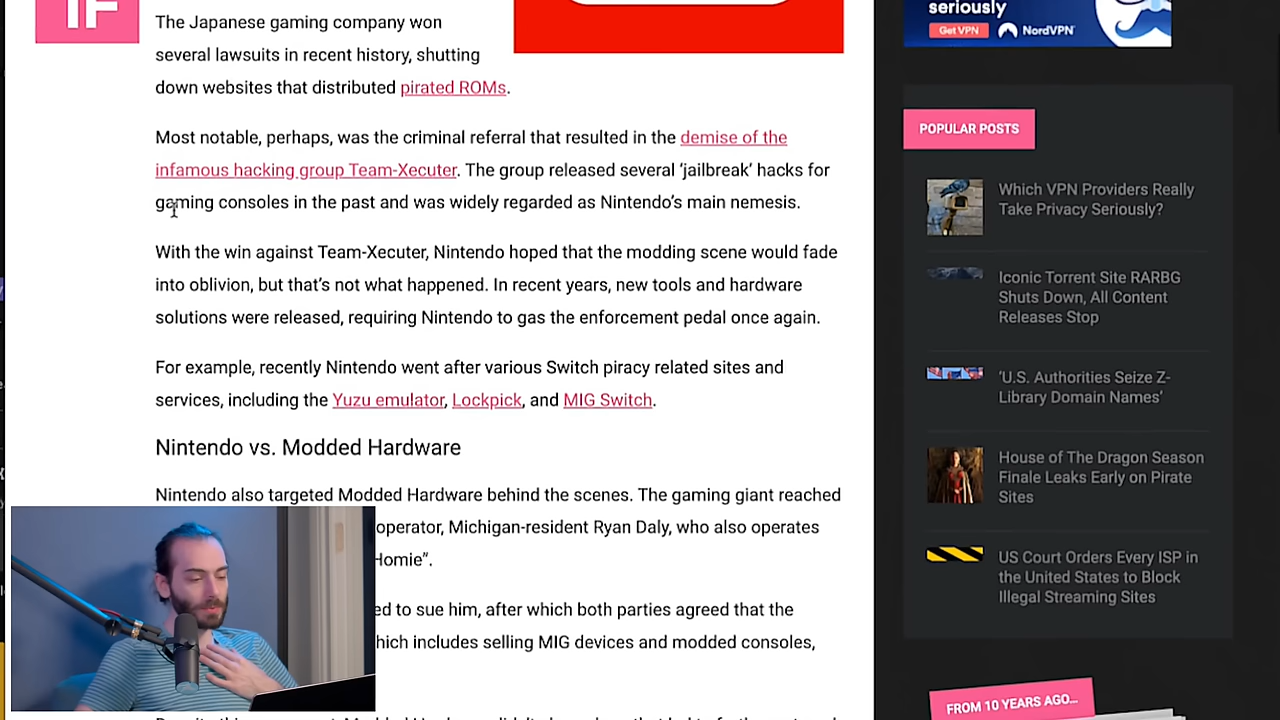 TF
The Japanese gaming company won
several lawsuits in recent history, shutting
down websites that distributed pirated ROMs.
Most notable, perhaps, was the criminal referral that resulted in the demise of the
infamous hacking group Team-Xecuter. The group released several ‘jailbreak’ hacks for
gaming consoles in the past and was widely regarded as Nintendo’s main nemesis.
With the win against Team-Xecuter, Nintendo hoped that the modding scene would fade
into oblivion, but that’s not what happened. In recent years, new tools and hardware
solutions were released, requiring Nintendo to gas the enforcement pedal once again.
For example, recently Nintendo went after various Switch piracy related sites and
services, including the Yuzu emulator, Lockpick, and MIG Switch.
Nintendo vs. Modded Hardware
Nintendo also targeted Modded Hardware behind the scenes. The gaming giant reached
operator, Michigan-resident Ryan Daly, who also operates
Homie”.
ed to sue him, after which both parties agreed that the
hich includes selling MIG devices and modded consoles,
seriously
Get VPN
NordVPN
POPULAR POSTS
Which VPN Providers Really
Take Privacy Seriously?
Iconic Torrent Site RARBG
Shuts Down, All Content
Releases Stop
‘U.S. Authorities Seize Z-
Library Domain Names’
House of The Dragon Season
Finale Leaks Early on Pirate
Sites
US Court Orders Every ISP in
the United States to Block
Illegal Streaming Sites
FROM 10 YEARS AGO…